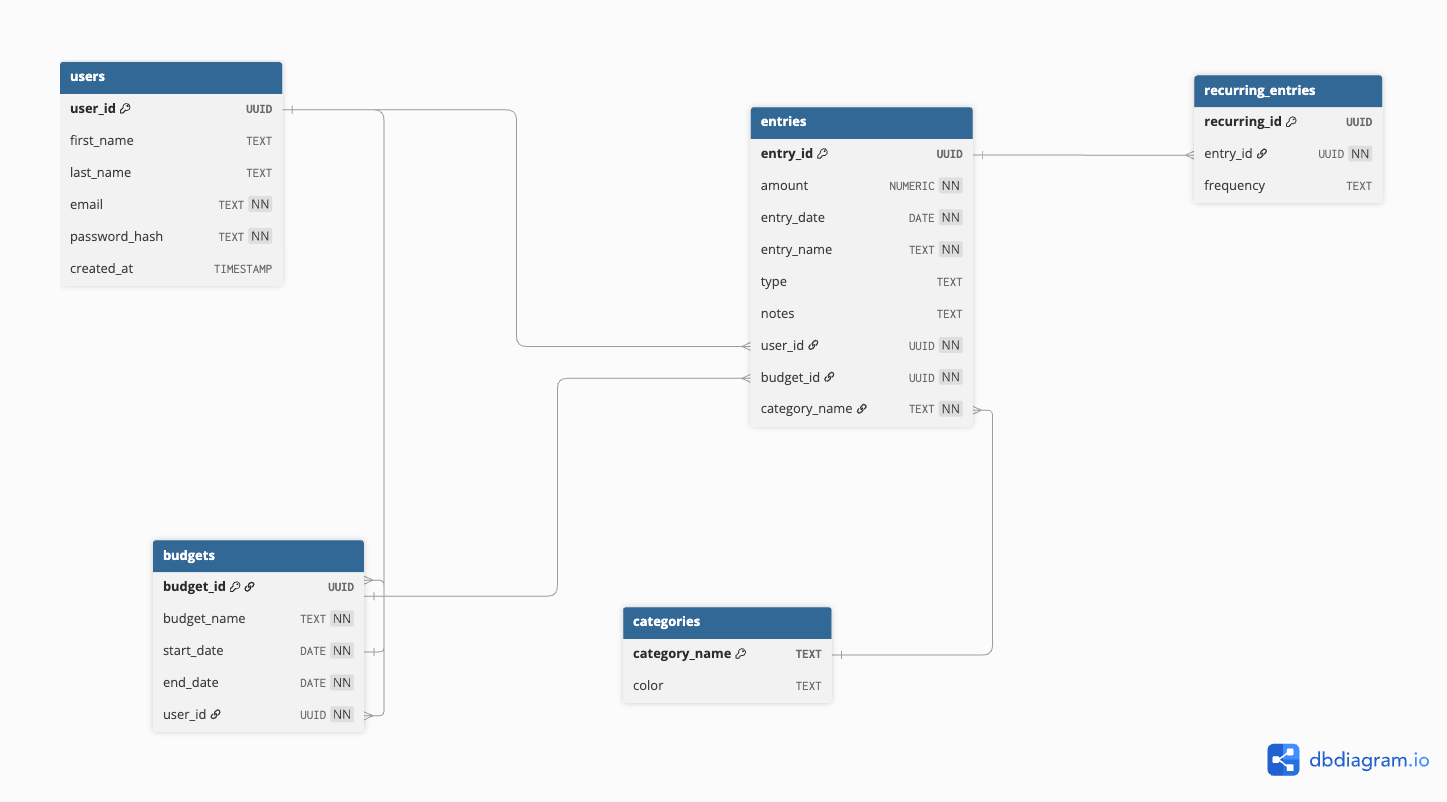 users
user_id UUID
first_name TEXT
last_name TEXT
email TEXT NN
password_hash TEXT NN
created_at TIMESTAMP
entries
entry_id UUID
amount NUMERIC NN
entry_date DATE NN
entry_name TEXT NN
type TEXT
notes TEXT
user_id UUID NN
budget_id UUID NN
category_name TEXT NN
recurring_entries
recurring_id UUID
entry_id UUID NN
frequency TEXT
budgets
budget_id UUID
budget_name TEXT NN
start_date DATE NN
end_date DATE NN
user_id UUID NN
categories
category_name TEXT
color TEXT
dbdiagram.io